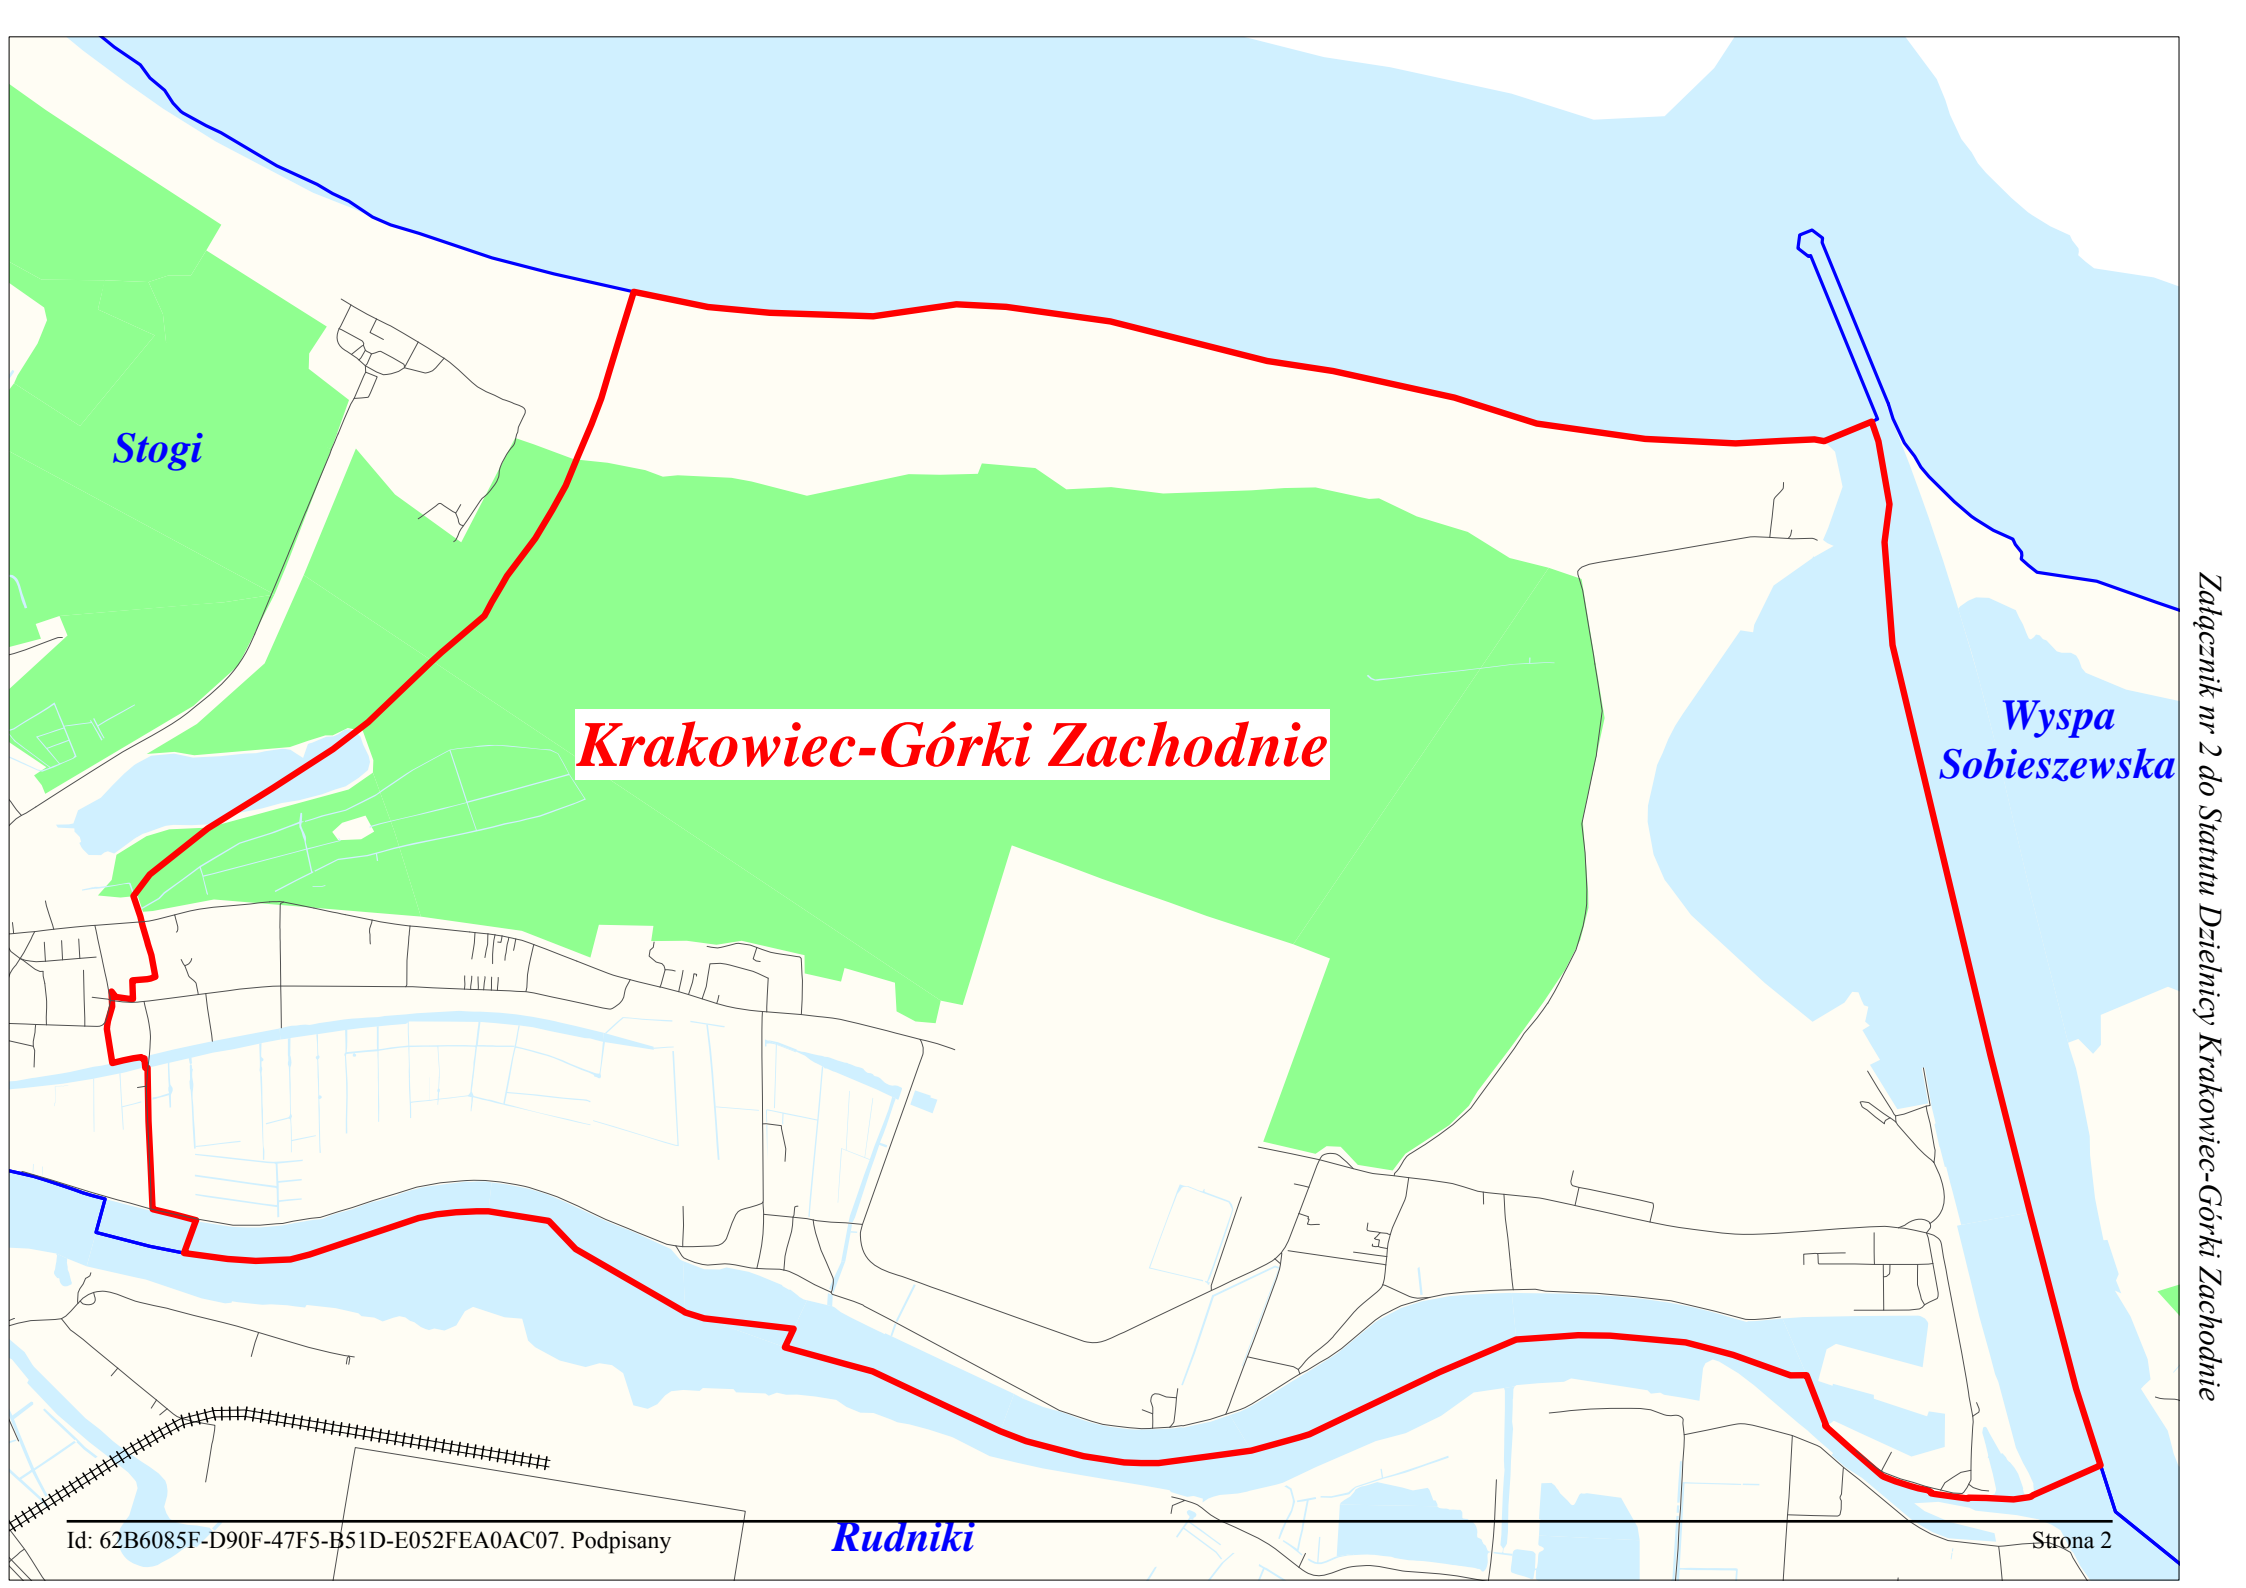 Stogi
Krakowiec-Górki Zachodnie
Wyspa
Sobieszewska
Załącznik nr 2 do Statutu Dzielnicy Krakowiec-Górki Zachodnie
Rudniki
Id: 62B6085F-D90F-47F5-B51D-E052FEA0AC07. Podpisany
Strona 2